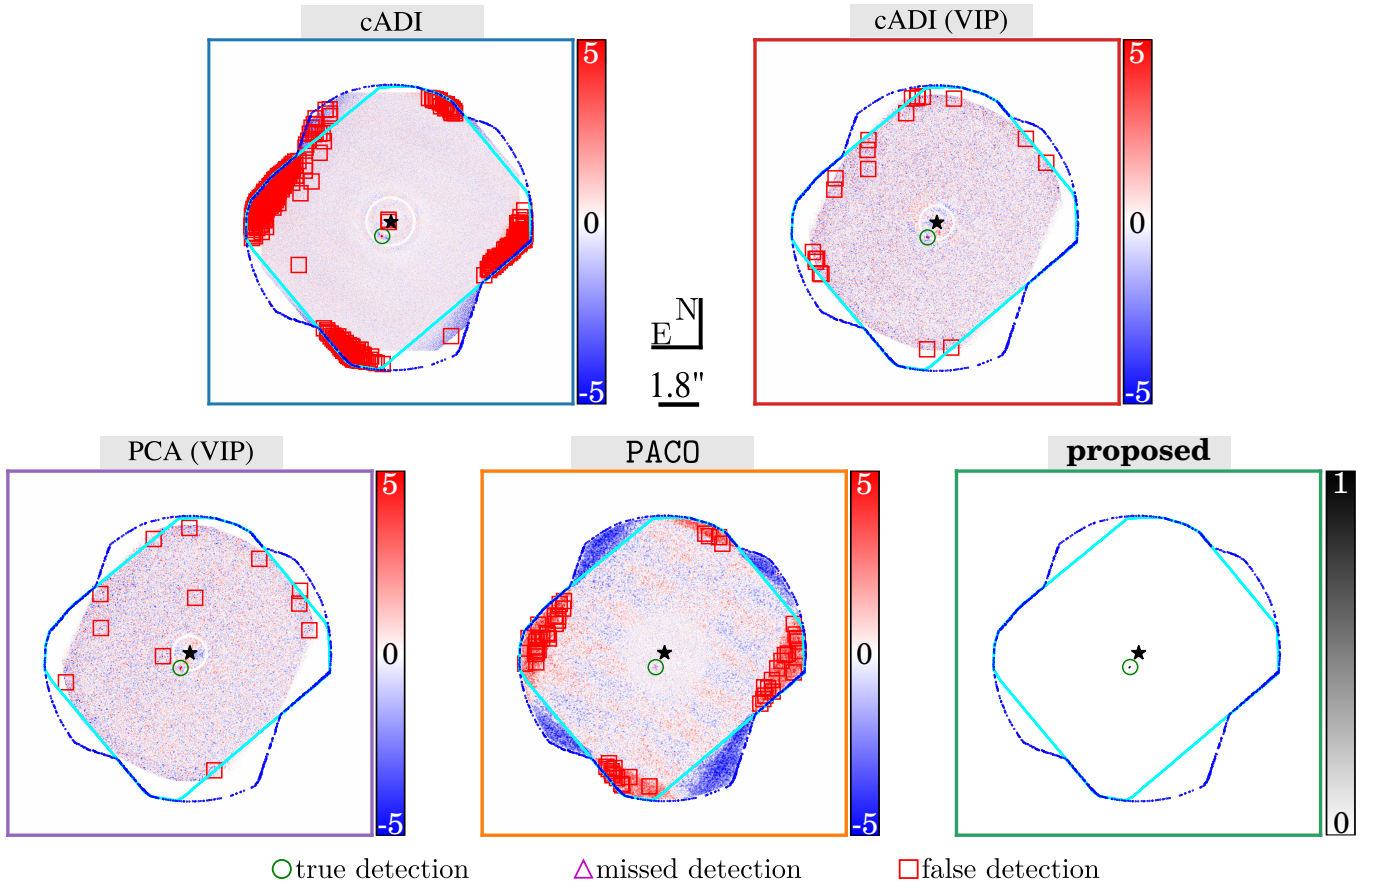 cADI
cADI (VIP)
5
0
-5
5
0
-5
N
E
1.8"
PCA (VIP)
PACO
proposed
5
0
-5
5
0
-5
1
0
true detection
missed detection
false detection